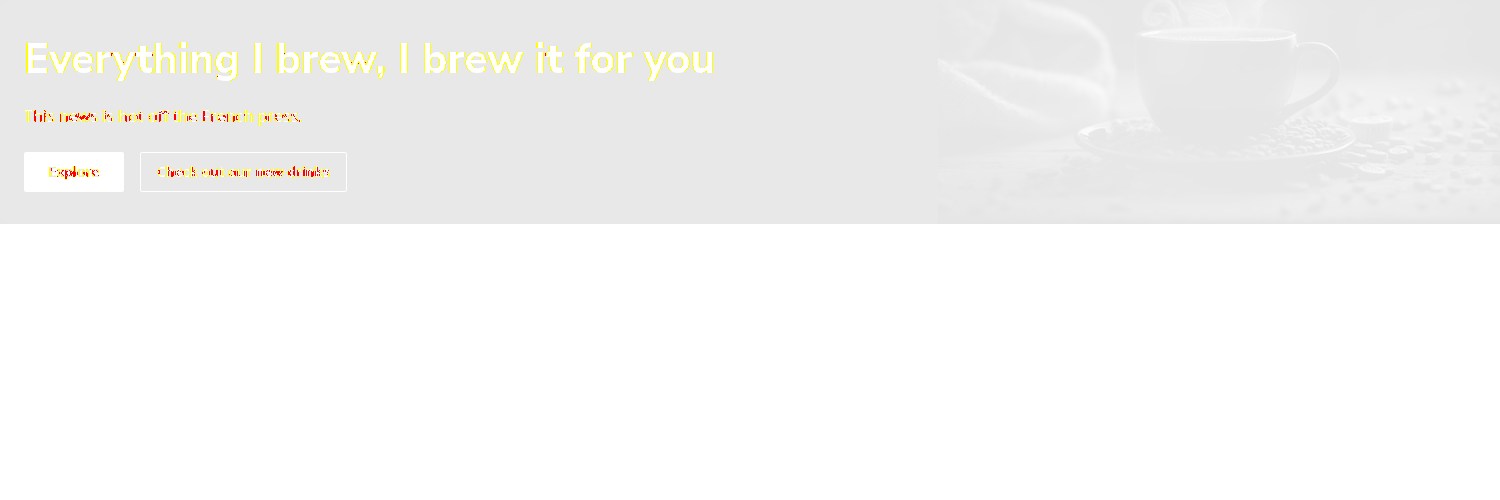 Everything I brew, I brew it for you
This news is hot off the French press.
Explore
Check out our new drinks